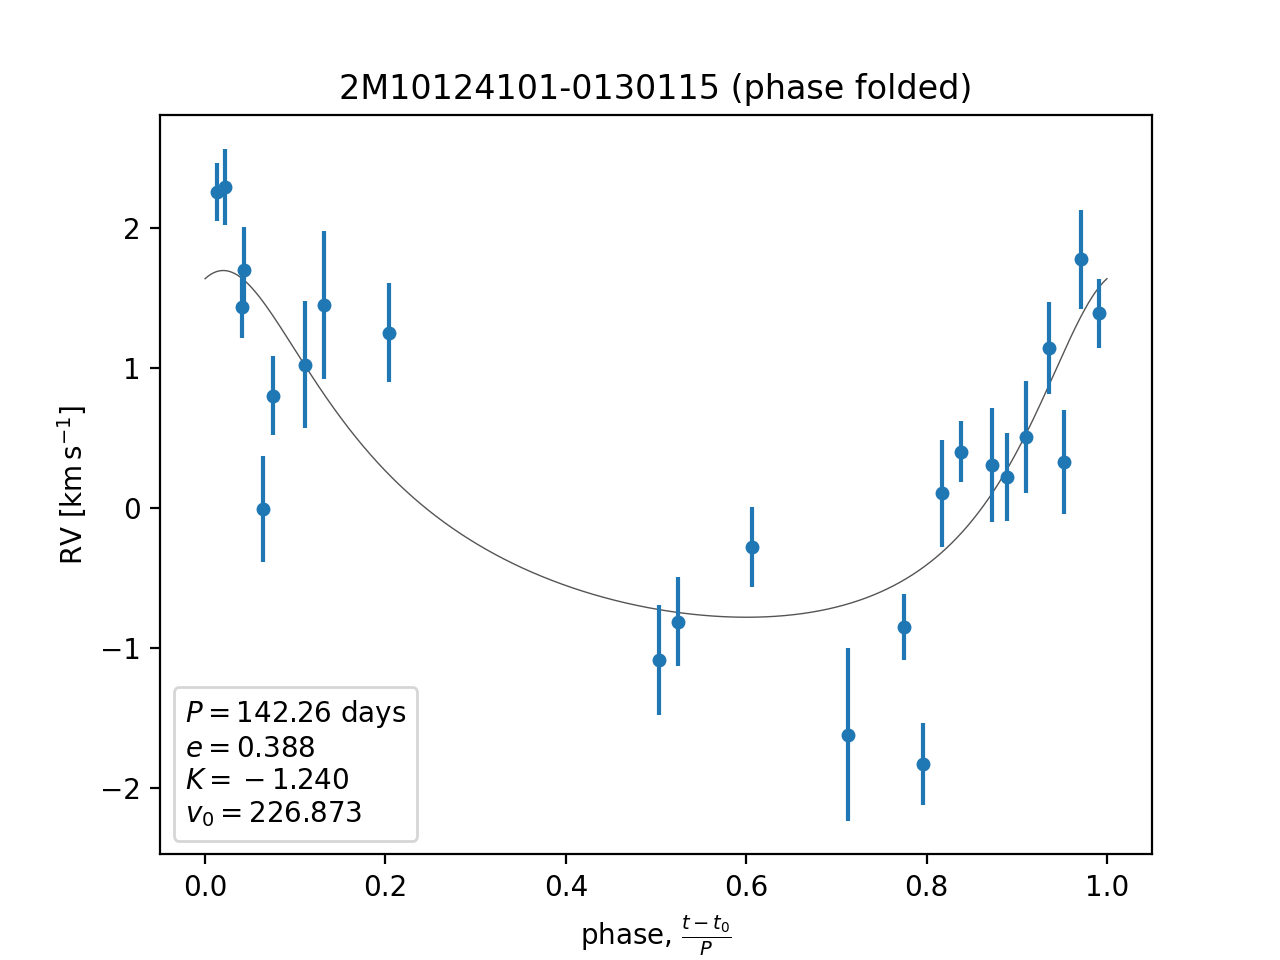 2M10124101-0130115 (phase folded)
RV [km s⁻¹]
2
1
0
−1
−2
P = 142.26 days
e = 0.388
K = −1.240
v₀ = 226.873
0.0 0.2 0.4 0.6 0.8 1.0
phase, (t − t₀)/P